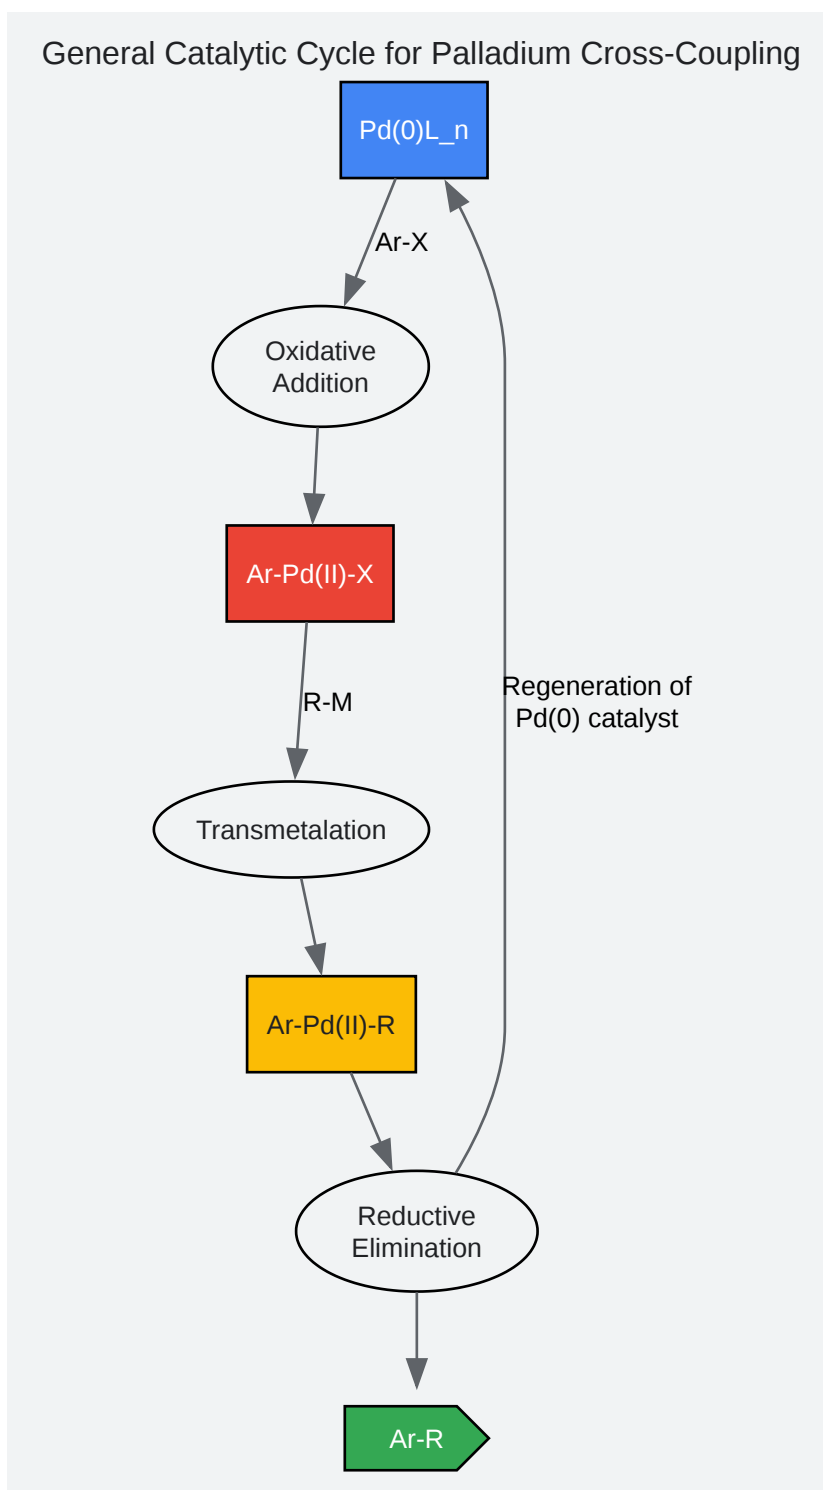 General Catalytic Cycle for Palladium Cross-Coupling
Pd(0)L_n
Ar-X
Oxidative
Addition
Ar-Pd(II)-X
R-M
Regeneration of
Pd(0) catalyst
Transmetalation
Ar-Pd(II)-R
Reductive
Elimination
Ar-R